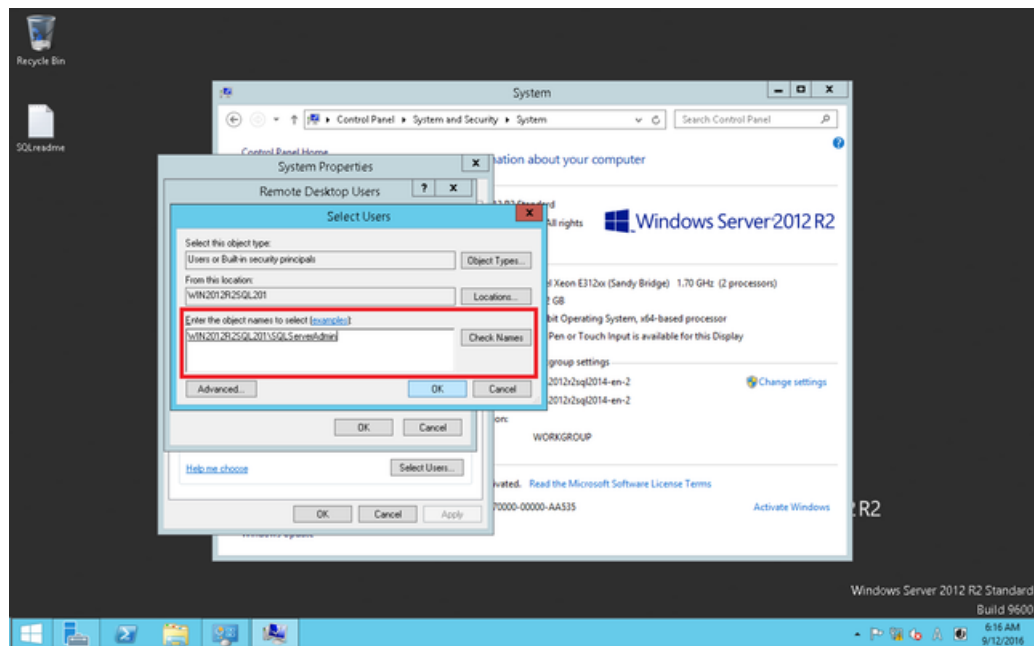 Recycle Bin
SQLreadme
System
Control Panel ▸ System and Security ▸ System
Search Control Panel
Control Panel Home
ation about your computer
All rights
Windows Server 2012 R2
el Xeon E312xx (Sandy Bridge) 1.70 GHz (2 processors)
GB
bit Operating System, x64-based processor
Pen or Touch Input is available for this Display
group settings
2012r2sql2014-en-2
Change settings
2012r2sql2014-en-2
on:
WORKGROUP
ivated. Read the Microsoft Software License Terms
70000-00000-AA535
Activate Windows
System Properties
Remote Desktop Users
Select Users
Select this object type:
Users or Built-in security principals
Object Types...
From this location:
WIN2012R2SQL201
Locations...
Enter the object names to select (examples):
WIN2012R2SQL201\SQLServerAdmin
Check Names
Advanced...
OK
Cancel
OK
Cancel
Help me choose
Select Users...
OK
Cancel
Apply
R2
Windows Server 2012 R2 Standard
Build 9600
6:16 AM
9/12/2016